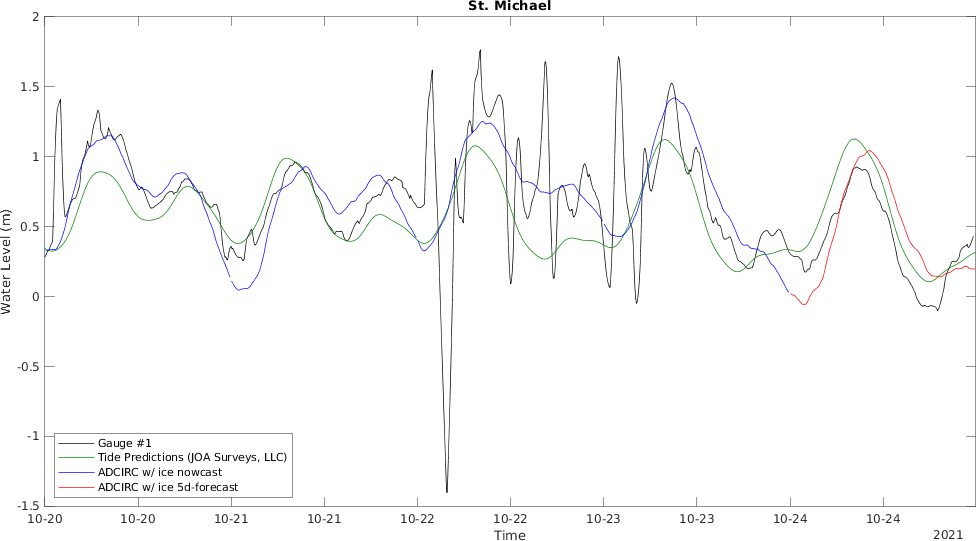 St. Michael
2
1.5
1
0.5
0
-0.5
-1
-1.5
Water Level (m)
Gauge #1
Tide Predictions (JOA Surveys, LLC)
ADCIRC w/ ice nowcast
ADCIRC w/ ice 5d-forecast
10-20 10-20 10-21 10-21 10-22 10-22 10-23 10-23 10-24 10-24
Time
2021